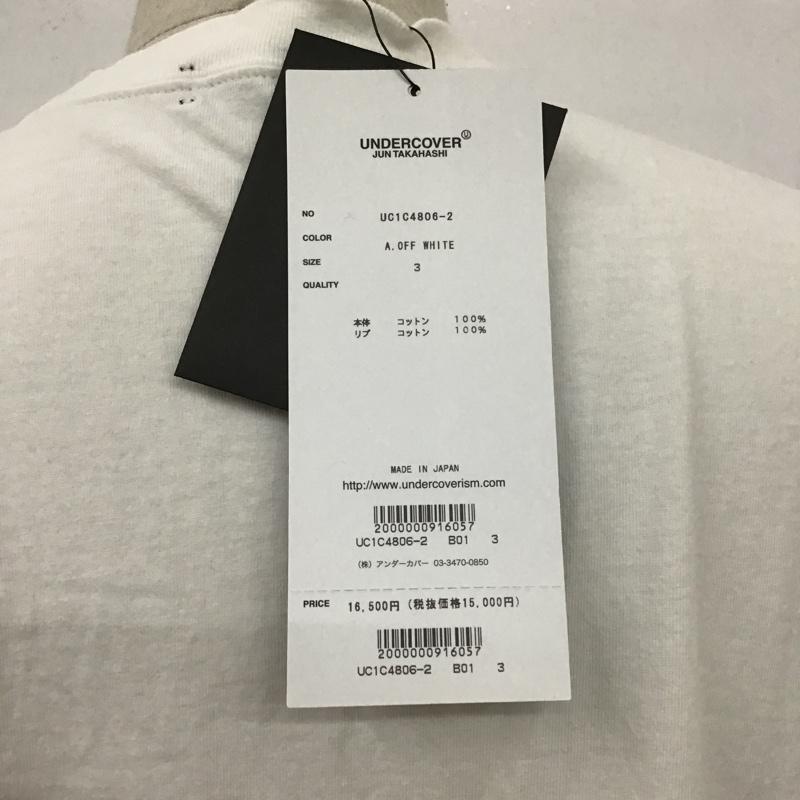 UNDERCOVER Ⓤ
JUN TAKAHASHI
NO UC1C4806-2
COLOR A.OFF WHITE
SIZE 3
QUALITY
本体 コットン 100%
リブ コットン 100%
MADE IN JAPAN
http://www.undercoverism.com
2000000916057
UC1C4806-2 B01 3
(株) アンダーカバー 03-3470-0850
PRICE 16,500円 (税抜価格15,000円)
2000000916057
UC1C4806-2 B01 3